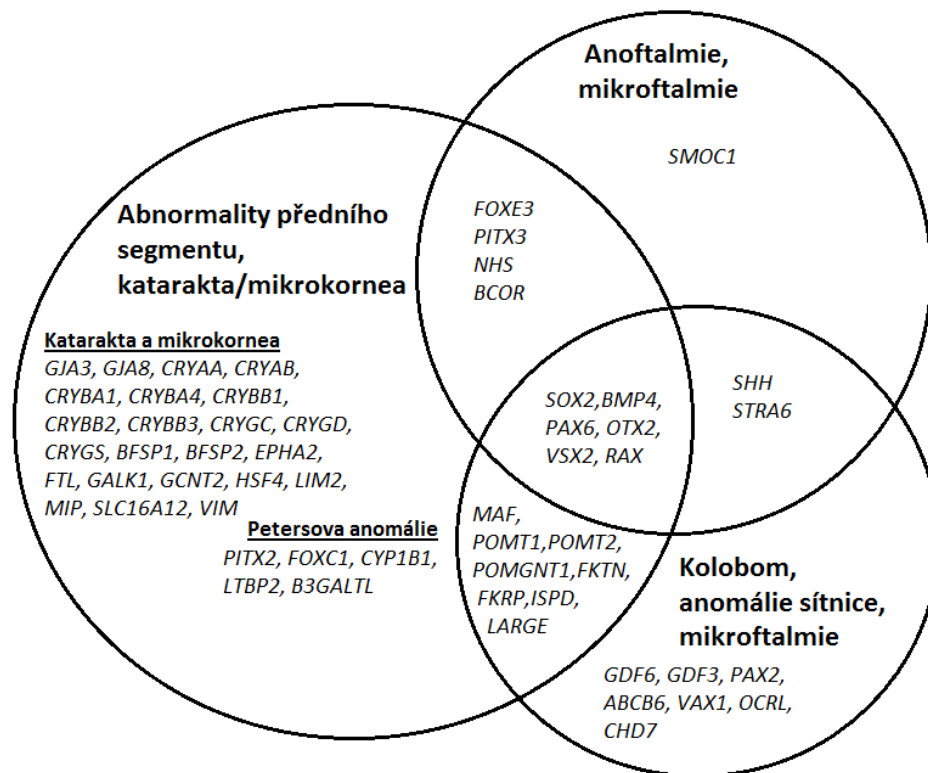 Anoftalmie,
mikroftalmie
SMOC1
FOXE3
PITX3
NHS
BCOR
Abnormality předního
segmentu,
katarakta/mikrokornea
Katarakta a mikrokornea
GJA3, GJA8, CRYAA, CRYAB,
CRYBA1, CRYBA4, CRYBB1,
CRYBB2, CRYBB3, CRYGC, CRYGD,
CRYGS, BFSP1, BFSP2, EPHA2,
FTL, GALK1, GCNT2, HSF4, LIM2,
MIP, SLC16A12, VIM
Petersova anomálie
PITX2, FOXC1, CYP1B1,
LTBP2, B3GALTL
SOX2,BMP4,
PAX6, OTX2,
VSX2, RAX
SHH
STRA6
MAF,
POMT1,POMT2,
POMGNT1,FKTN,
FKRP,ISPD,
LARGE
Kolobom,
anomálie sítnice,
mikroftalmie
GDF6, GDF3, PAX2,
ABCB6, VAX1, OCRL,
CHD7